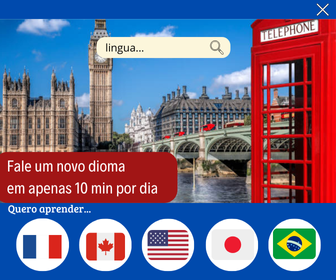 TELEPHONE
lingua...
Fale um novo dioma
em apenas 10 min por dia
Quero aprender...